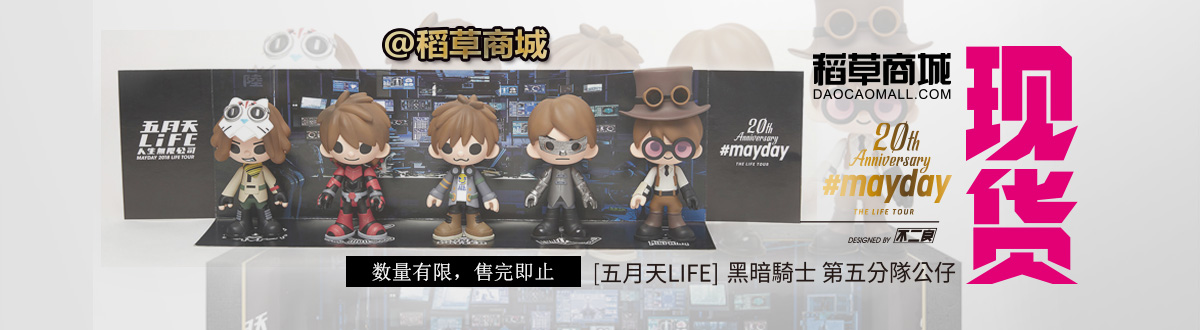 @稻草商城
五月天
LiFE
人生無限公司
MAYDAY 2018 LIFE TOUR
20th
Anniversary
#mayday
THE LIFE TOUR
稻草商城
DAOCAOMALL.COM
20th
Anniversary
#mayday
THE LIFE TOUR
DESIGNED BY 不二良
现货
数量有限，售完即止
[五月天LIFE] 黑暗騎士 第五分隊公仔